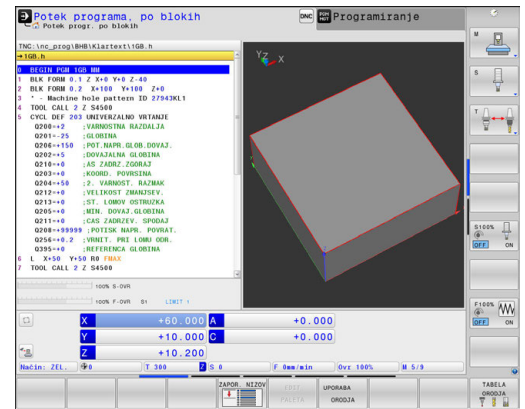 Potek programa, po blokih
Potek progr. po blokih
DNC
Programiranje
TNC:\nc_prog\BHB\Klartext\1GB.h
→1GB.h
0 BEGIN PGM 1GB MM
1 BLK FORM 0.1 Z X+0 Y+0 Z-40
2 BLK FORM 0.2 X+100 Y+100 Z+0
3 * - Machine hole pattern ID 27943KL1
4 TOOL CALL 2 Z S4500
5 CYCL DEF 203 UNIVERZALNO VRTANJE
Q200=+2 ;VARNOSTNA RAZDALJA
Q201=-25 ;GLOBINA
Q206=+150 ;POT.NAPR.GLOB.DOVAJ.
Q202=+5 ;DOVAJALNA GLOBINA
Q210=+0 ;AS ZADRZ.ZGORAJ
Q203=+0 ;KOORD. POVRSINA
Q204=+50 ;2. VARNOST. RAZMAK
Q212=+0 ;VELIKOST ZMANJSEV.
Q213=+0 ;ST. LOMOV OSTRUZKA
Q205=+0 ;MIN. DOVAJ.GLOBINA
Q211=+0 ;CAS ZADRZEV. SPODAJ
Q208=+99999 ;POTISK NAPR. POVRAT.
Q256=+0.2 ;VRNIT. PRI LOMU ODR.
Q395=+0 ;REFERENCA GLOBINA
6 L X+50 Y+50 R0 FMAX
7 TOOL CALL 2 Z S4500
100% S-OVR
100% F-OVR S1 LIMIT 1
Y Z X
X +60.000 A +0.000
Y +10.000 C +0.000
Z +10.200
Način: ŽEL. 0 T 300 Z S 0 F 0mm/min Ovr 100% M 5/9
M
S
T
S100%
OFF ON
F100%
OFF ON
ZAPOR. NIZOV
UPORABA
ORODJA
TABELA
ORODJA